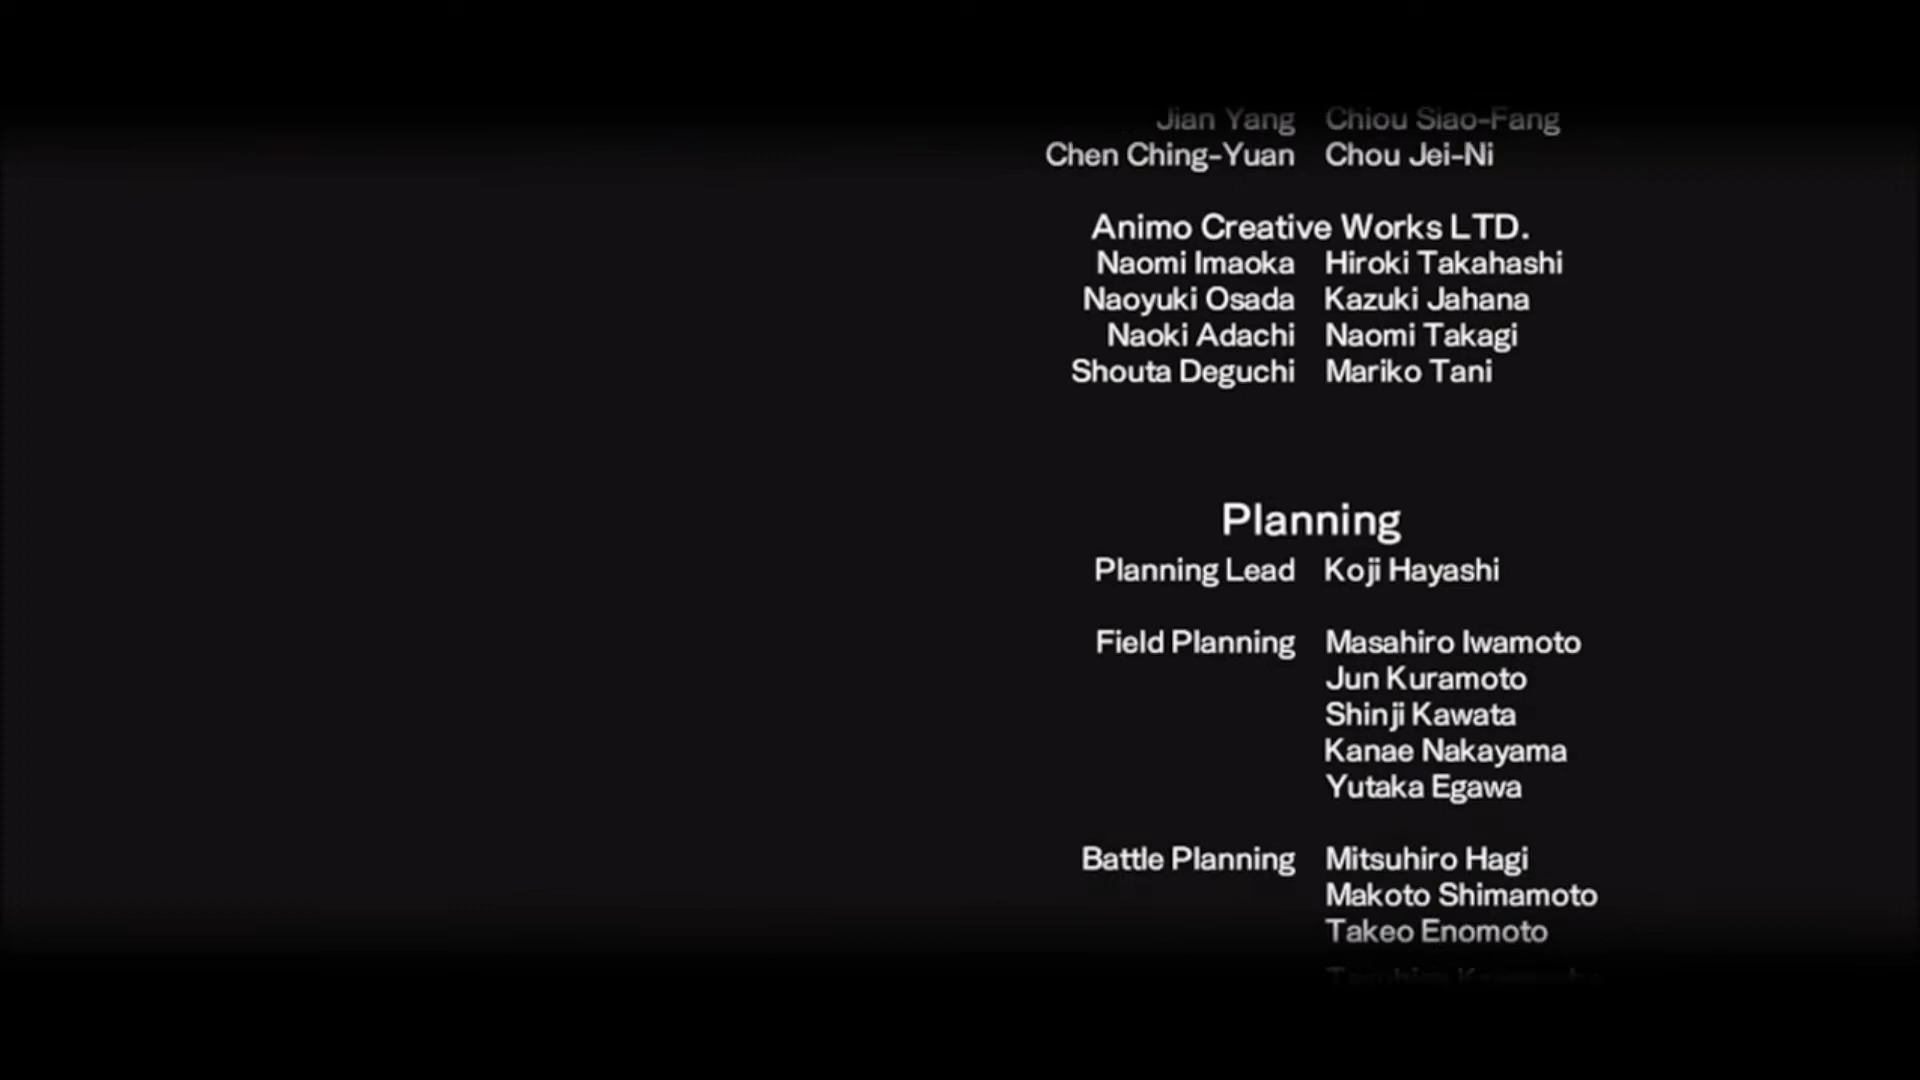 Jian Yang Chiou Siao-Fang
Chen Ching-Yuan Chou Jei-Ni
Animo Creative Works LTD.
Naomi Imaoka Hiroki Takahashi
Naoyuki Osada Kazuki Jahana
Naoki Adachi Naomi Takagi
Shouta Deguchi Mariko Tani
Planning
Planning Lead Koji Hayashi
Field Planning Masahiro Iwamoto
Jun Kuramoto
Shinji Kawata
Kanae Nakayama
Yutaka Egawa
Battle Planning Mitsuhiro Hagi
Makoto Shimamoto
Takeo Enomoto